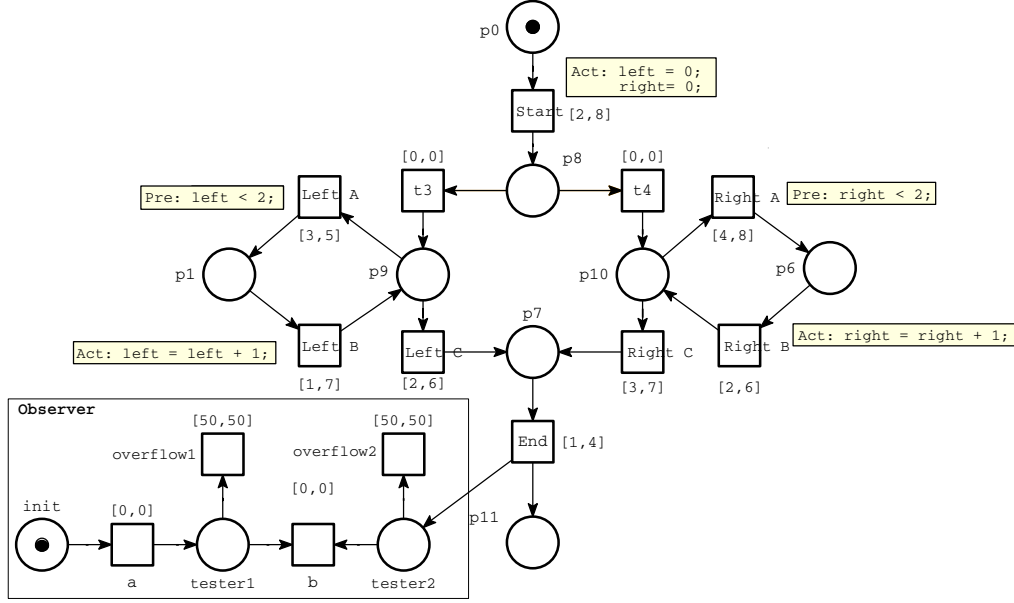 p0
Act: left = 0;
right= 0;
Start
[2,8]
p8
[0,0]
[0,0]
t3
t4
Pre: left < 2;
Left A
Right A
Pre: right < 2;
[3,5]
[4,8]
p1
p9
p10
p6
p7
Act: left = left + 1;
Left B
Left C
Right C
Right B
Act: right = right + 1;
[1,7]
[2,6]
[3,7]
[2,6]
Observer
[50,50]
[50,50]
overflow1
overflow2
End
[1,4]
[0,0]
init
[0,0]
p11
a
tester1
b
tester2